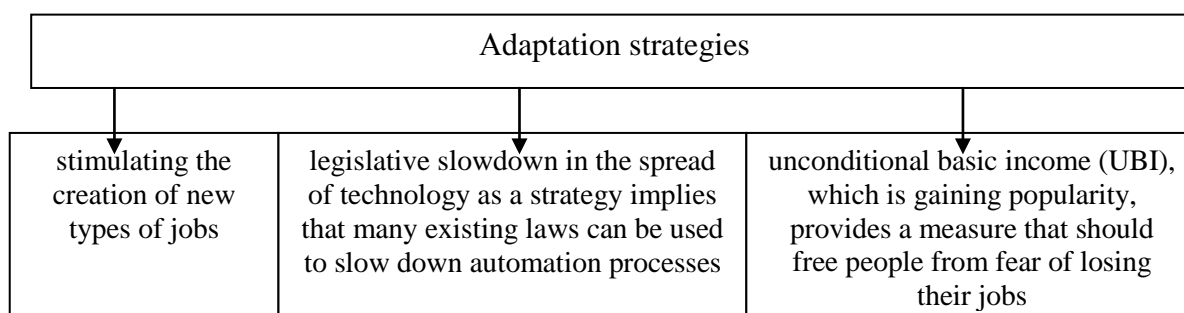 Adaptation strategies
stimulating the
creation of new
types of jobs
legislative slowdown in the spread
of technology as a strategy implies
that many existing laws can be used
to slow down automation processes
unconditional basic income (UBI),
which is gaining popularity,
provides a measure that should
free people from fear of losing
their jobs